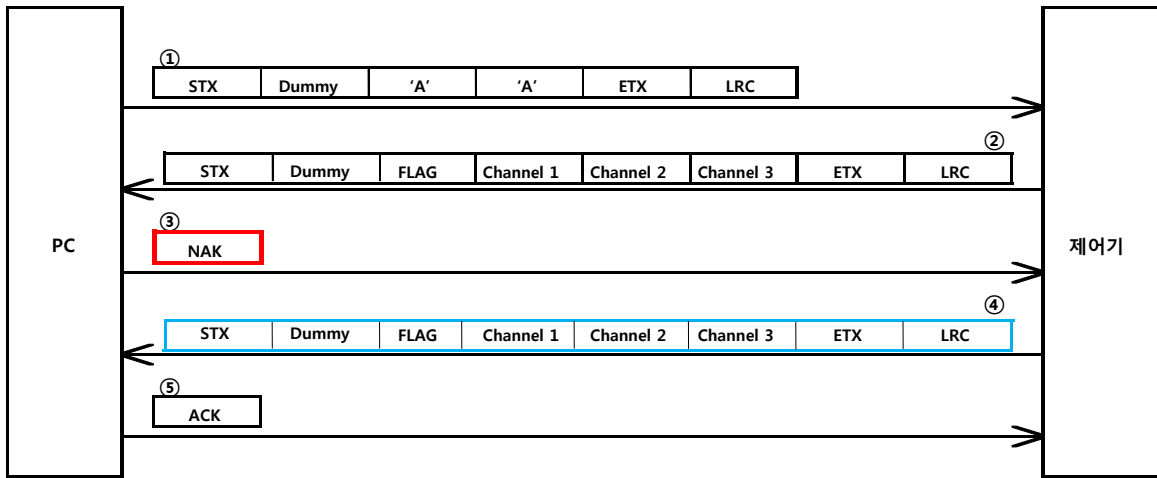 ①
STX Dummy ‘A’ ‘A’ ETX LRC
②
STX Dummy FLAG Channel 1 Channel 2 Channel 3 ETX LRC
③
PC NAK 제어기
④
STX Dummy FLAG Channel 1 Channel 2 Channel 3 ETX LRC
⑤
ACK